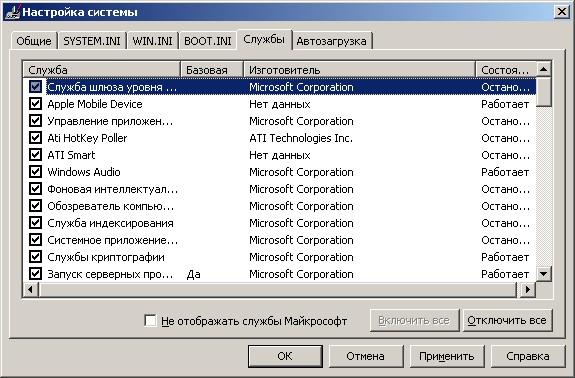 Настройка системы
Общие SYSTEM.INI WIN.INI BOOT.INI Службы Автозагрузка
Служба Базовая Изготовитель Состоя...
Служба шлюза уровня ... Microsoft Corporation Остано...
Apple Mobile Device Нет данных Работает
Управление приложен... Microsoft Corporation Остано...
Ati HotKey Poller ATI Technologies Inc. Остано...
ATI Smart Нет данных Остано...
Windows Audio Microsoft Corporation Работает
Фоновая интеллектуал... Microsoft Corporation Остано...
Обозреватель компью... Microsoft Corporation Остано...
Служба индексирования Microsoft Corporation Остано...
Системное приложение... Microsoft Corporation Остано...
Службы криптографии Microsoft Corporation Работает
Запуск серверных про... Да Microsoft Corporation Работает
Не отображать службы Майкрософт Включить все Отключить все
OK Отмена Применить Справка